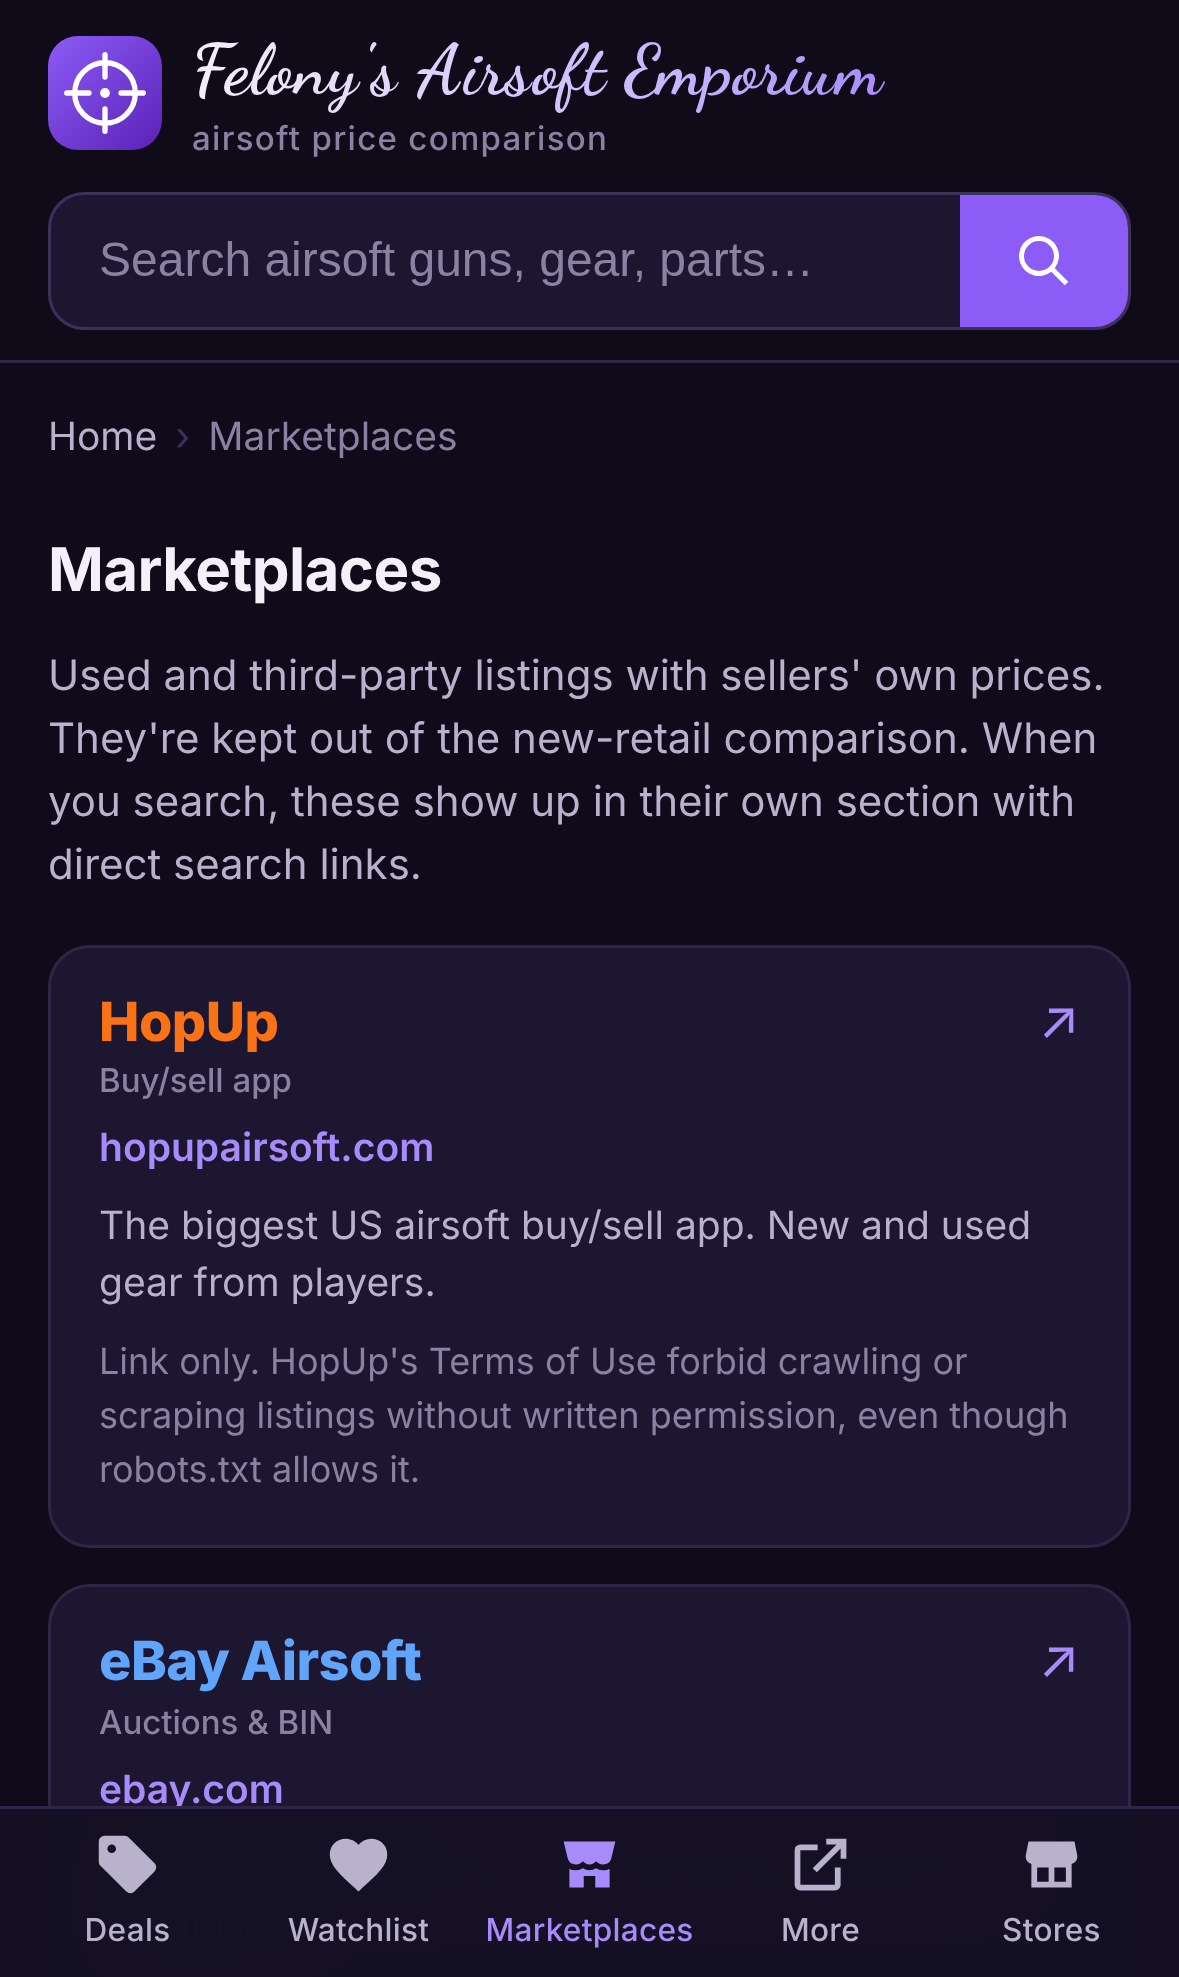 Felony's Airsoft Emporium
airsoft price comparison
Search airsoft guns, gear, parts...
Home › Marketplaces
Marketplaces
Used and third-party listings with sellers' own prices.
They're kept out of the new-retail comparison. When
you search, these show up in their own section with
direct search links.
HopUp
Buy/sell app
hopupairsoft.com
The biggest US airsoft buy/sell app. New and used
gear from players.
Link only. HopUp's Terms of Use forbid crawling or
scraping listings without written permission, even though
robots.txt allows it.
eBay Airsoft
Auctions & BIN
ebay.com
Deals Watchlist Marketplaces More Stores